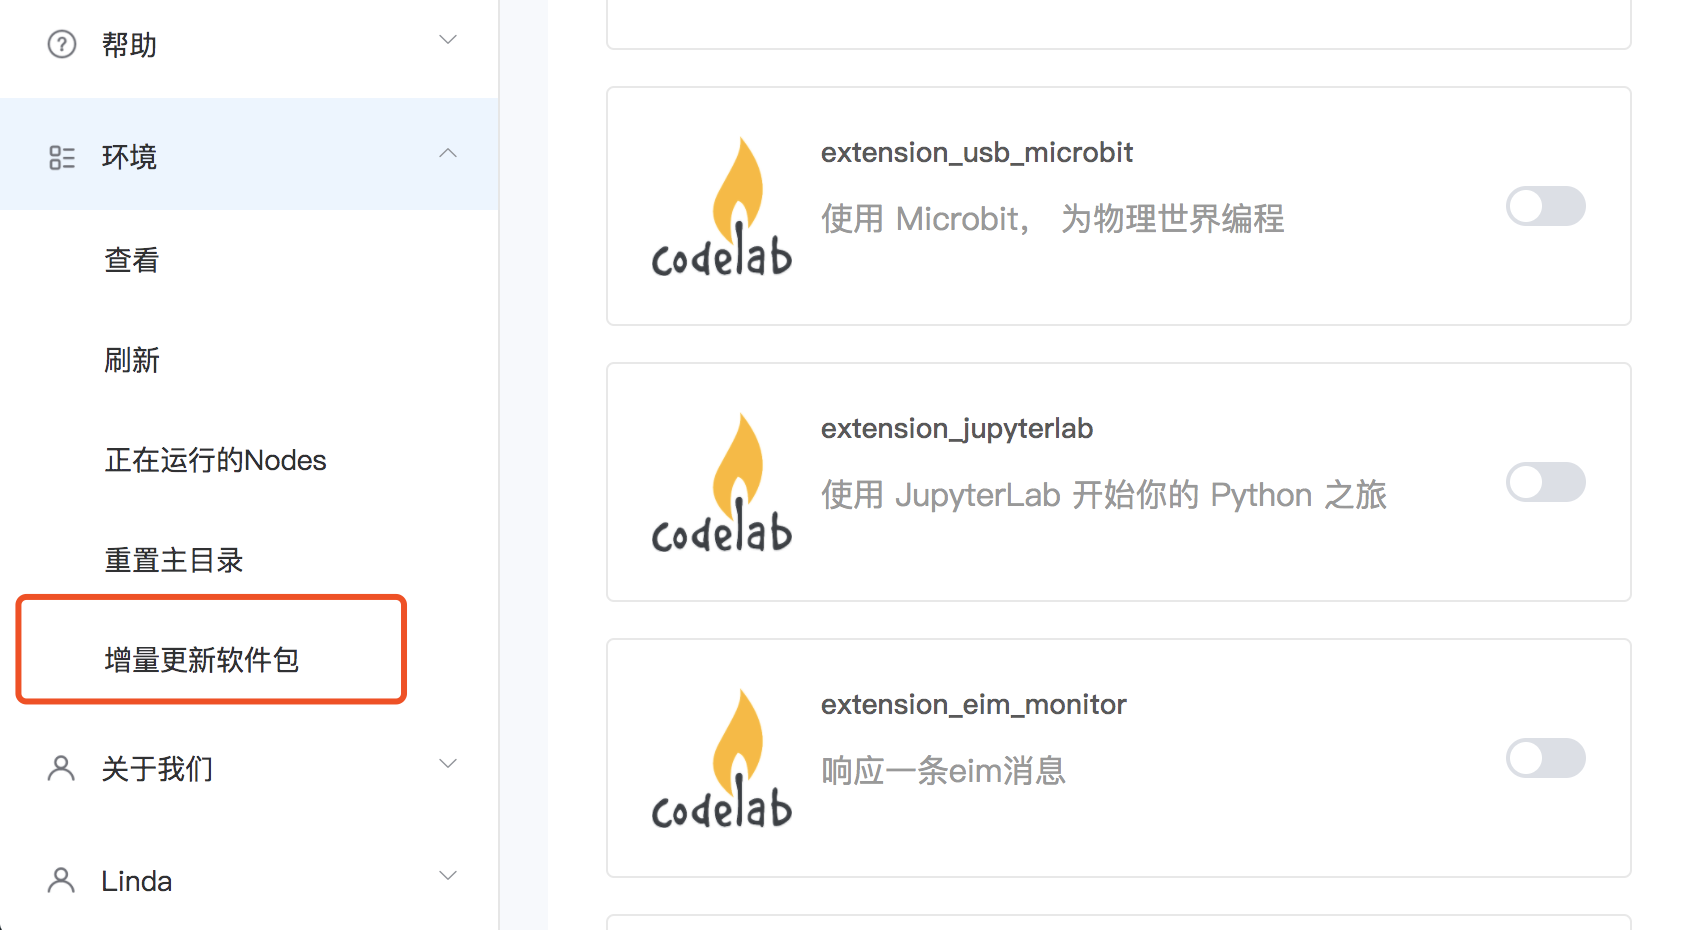 帮助
环境
查看
刷新
正在运行的Nodes
重置主目录
增量更新软件包
关于我们
Linda
codelab
extension_usb_microbit
使用 Microbit， 为物理世界编程
codelab
extension_jupyterlab
使用 JupyterLab 开始你的 Python 之旅
codelab
extension_eim_monitor
响应一条eim消息